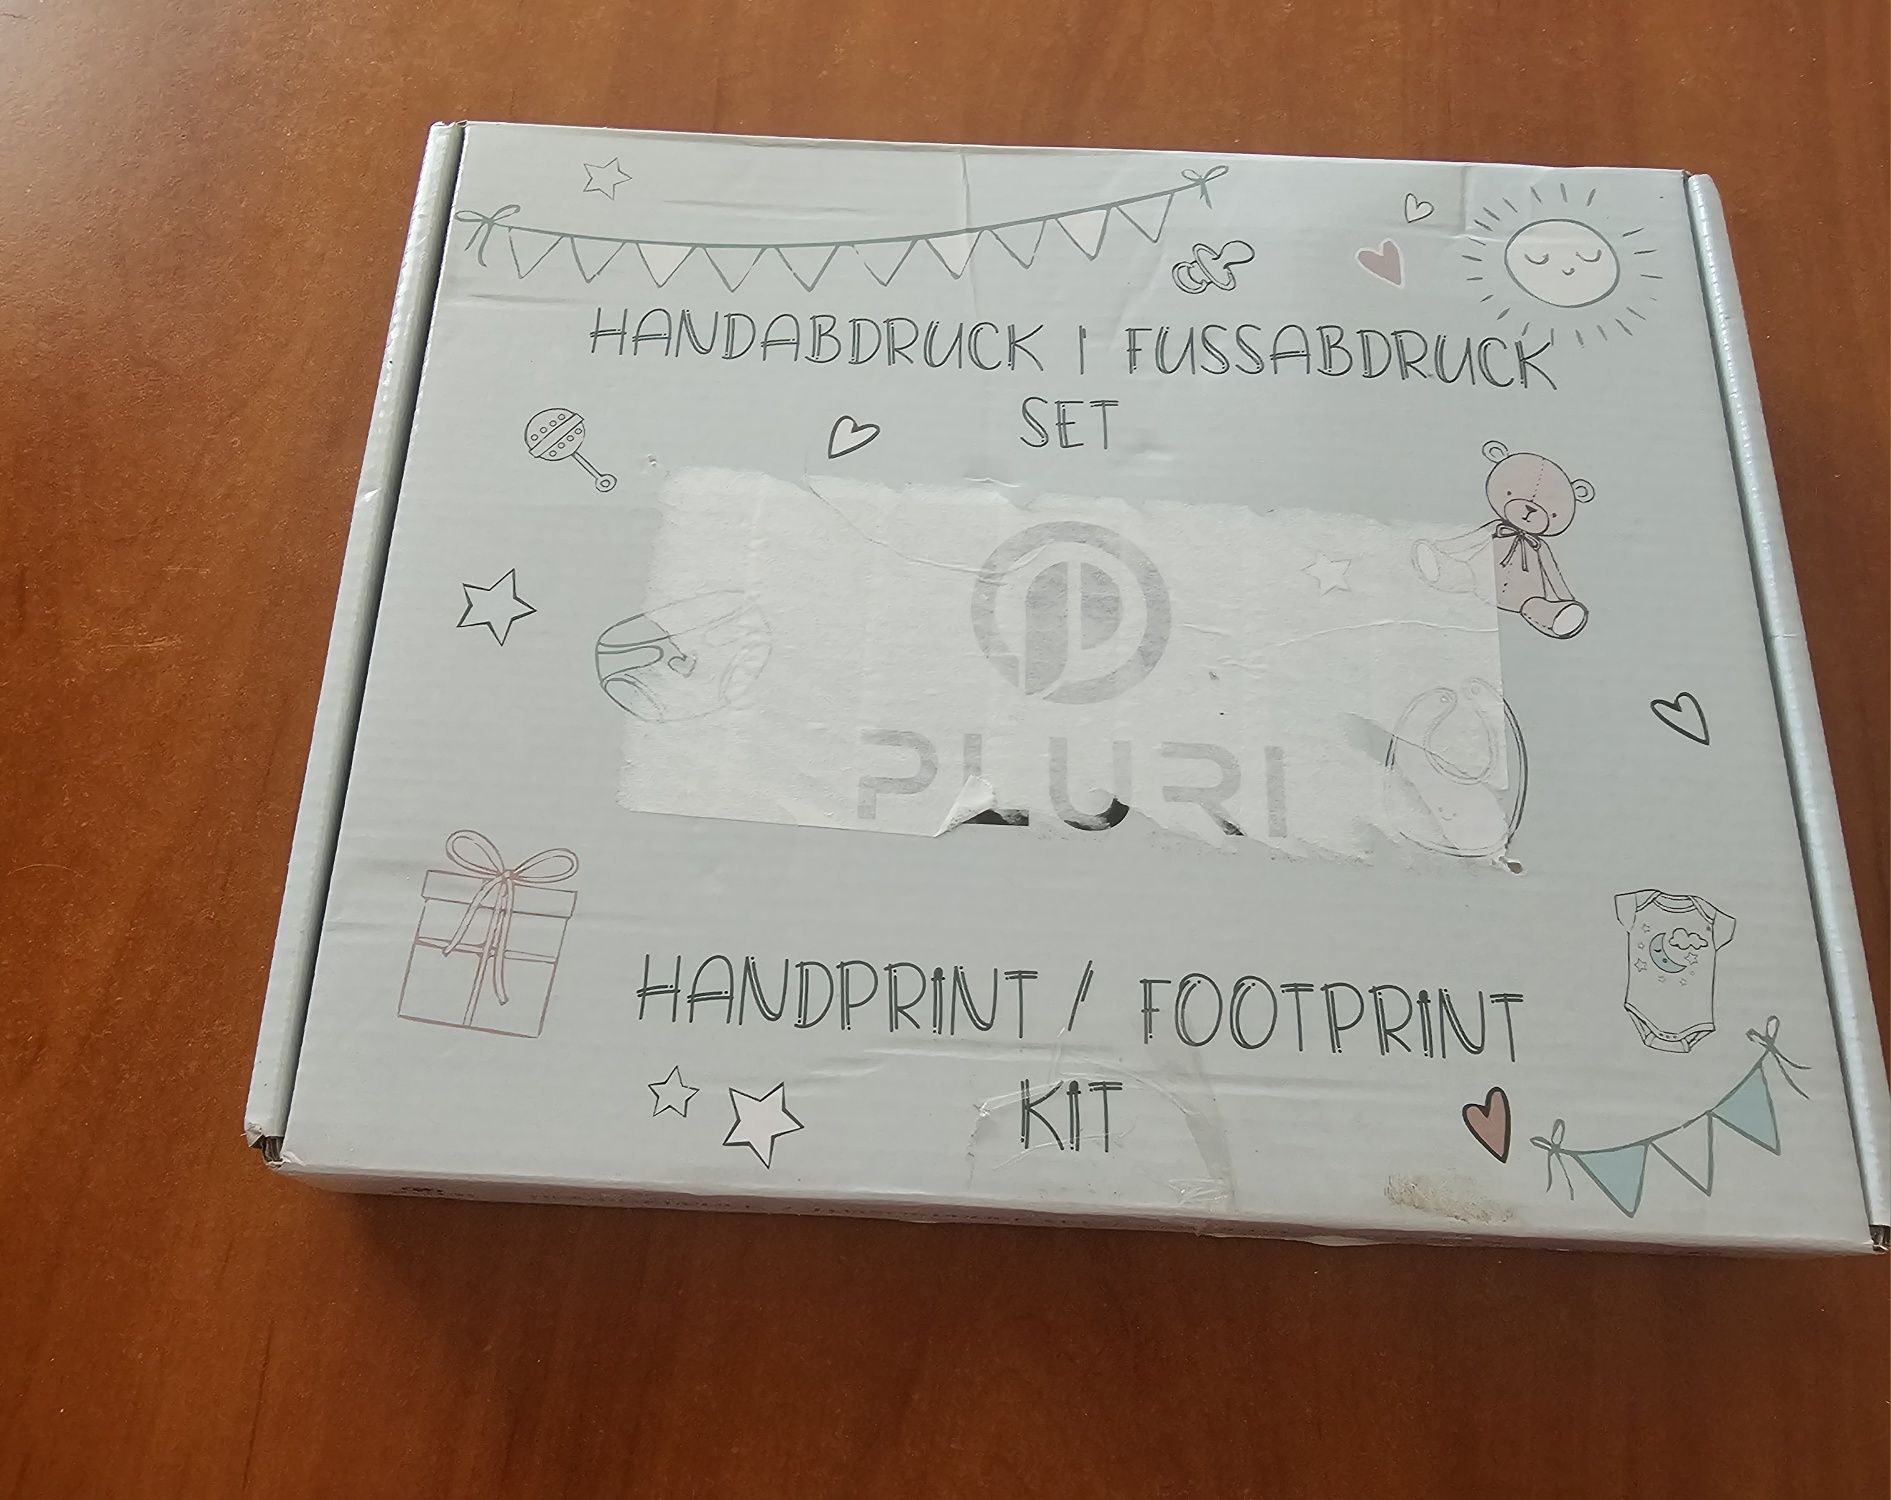 HANDABDRUCK | FUSSABDRUCK
SET
PLURI
HANDPRINT / FOOTPRINT
KIT